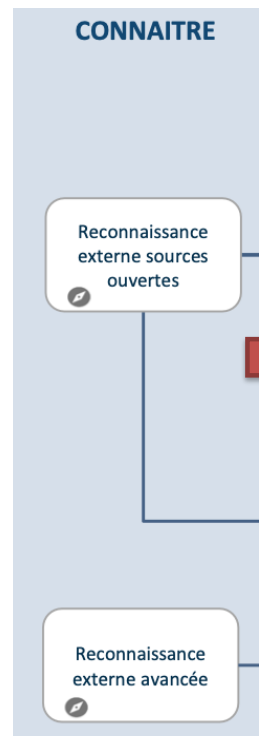 CONNAITRE
Reconnaissance
externe sources
ouvertes
Reconnaissance
externe avancée